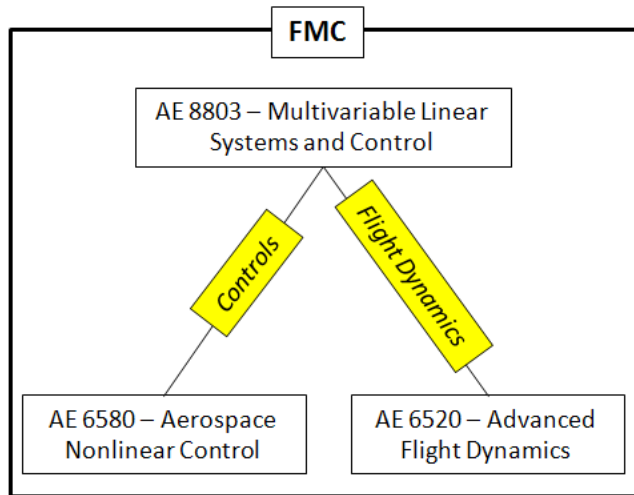 FMC
AE 8803 – Multivariable Linear
Systems and Control
Controls
Flight Dynamics
AE 6580 – Aerospace
Nonlinear Control
AE 6520 – Advanced
Flight Dynamics